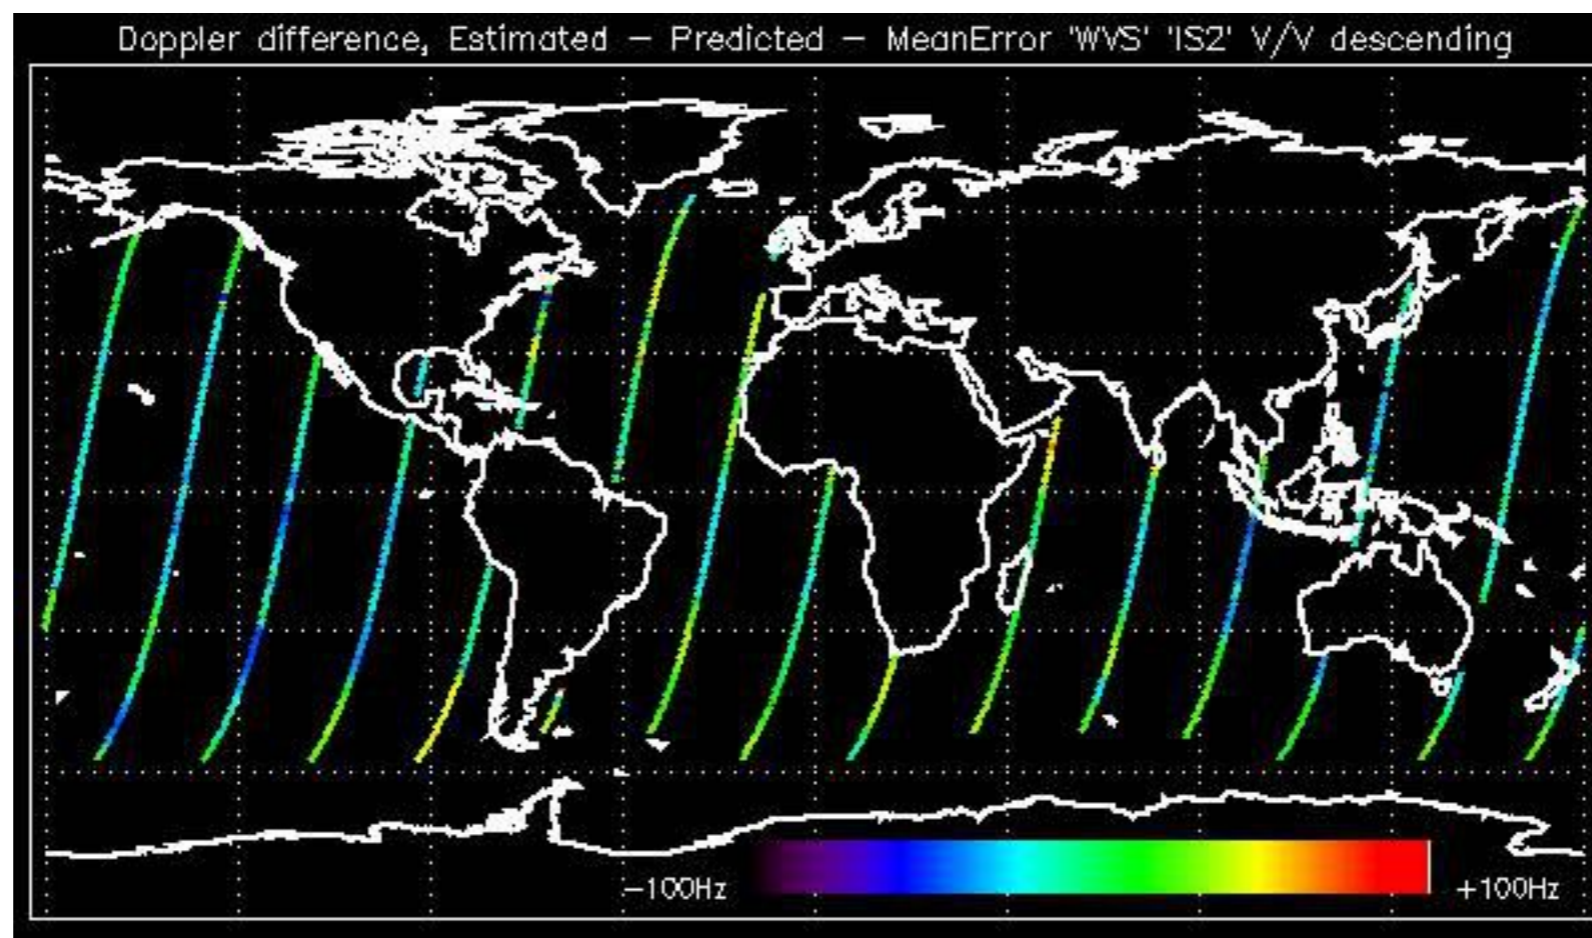 Doppler difference, Estimated - Predicted - MeanError 'WVS' 'IS2' V/V descending
-100Hz
+100Hz